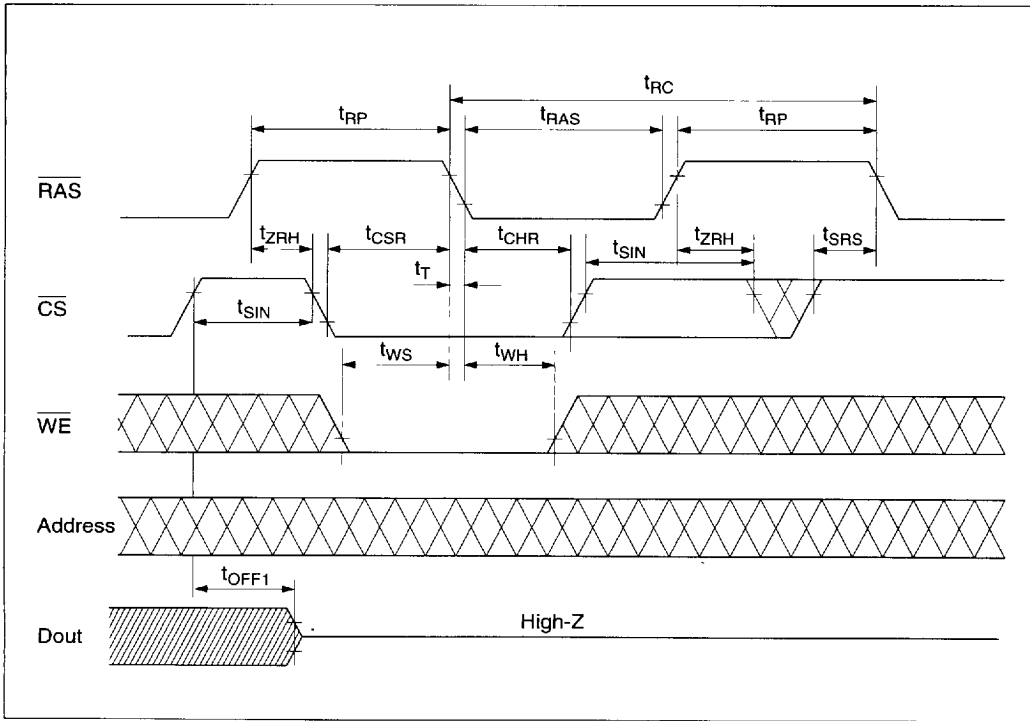 tRC
tRP tRAS tRP
RAS
tZRH tCSR tCHR tSIN tZRH tSRS
tT
CS
tSIN
tWS tWH
WE
Address
tOFF1
High-Z
Dout